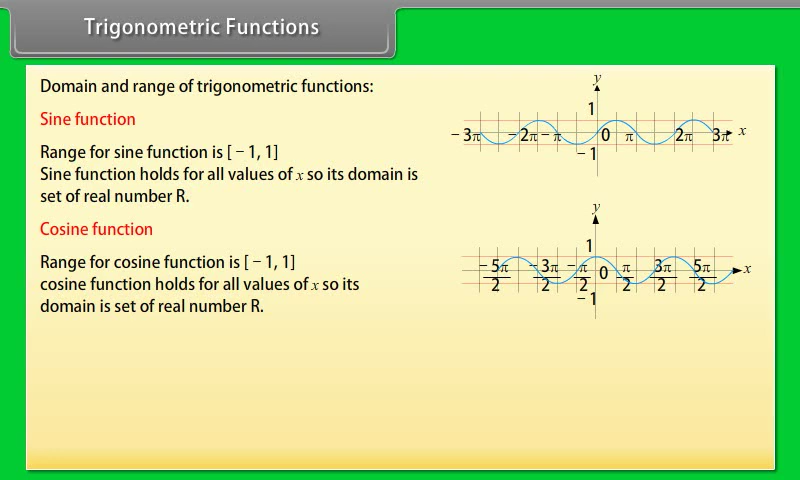 Trigonometric Functions
Domain and range of trigonometric functions:
Sine function
Range for sine function is [ − 1, 1]
Sine function holds for all values of x so its domain is
set of real number R.
Cosine function
Range for cosine function is [ − 1, 1]
cosine function holds for all values of x so its
domain is set of real number R.
y
1
− 3π − 2π − π 0 π 2π 3π x
− 1
y
1
− 5π/2 − 3π/2 − π/2 0 π/2 3π/2 5π/2 x
− 1